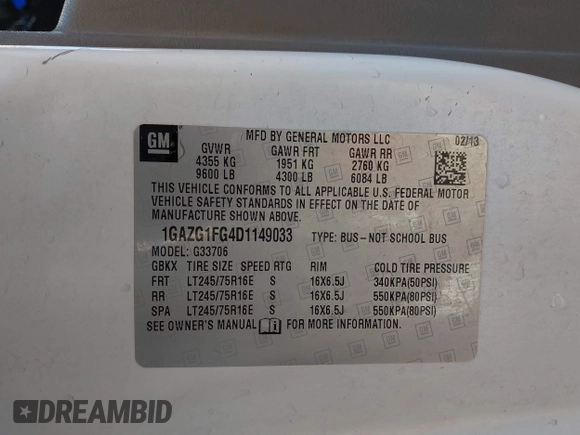 GM
MFD BY GENERAL MOTORS LLC
02/13
GVWR GAWR FRT GAWR RR
4355 KG 1951 KG 2760 KG
9600 LB 4300 LB 6084 LB
THIS VEHICLE CONFORMS TO ALL APPLICABLE U.S. FEDERAL MOTOR
VEHICLE SAFETY STANDARDS IN EFFECT ON THE DATE OF
MANUFACTURE SHOWN ABOVE.
1GAZG1FG4D1149033 TYPE: BUS–NOT SCHOOL BUS
MODEL: G33706
GBKX TIRE SIZE SPEED RTG RIM COLD TIRE PRESSURE
FRT LT245/75R16E S 16X6.5J 340KPA(50PSI)
RR LT245/75R16E S 16X6.5J 550KPA(80PSI)
SPA LT245/75R16E S 16X6.5J 550KPA(80PSI)
SEE OWNER'S MANUAL FOR MORE INFORMATION.
DREAMBID